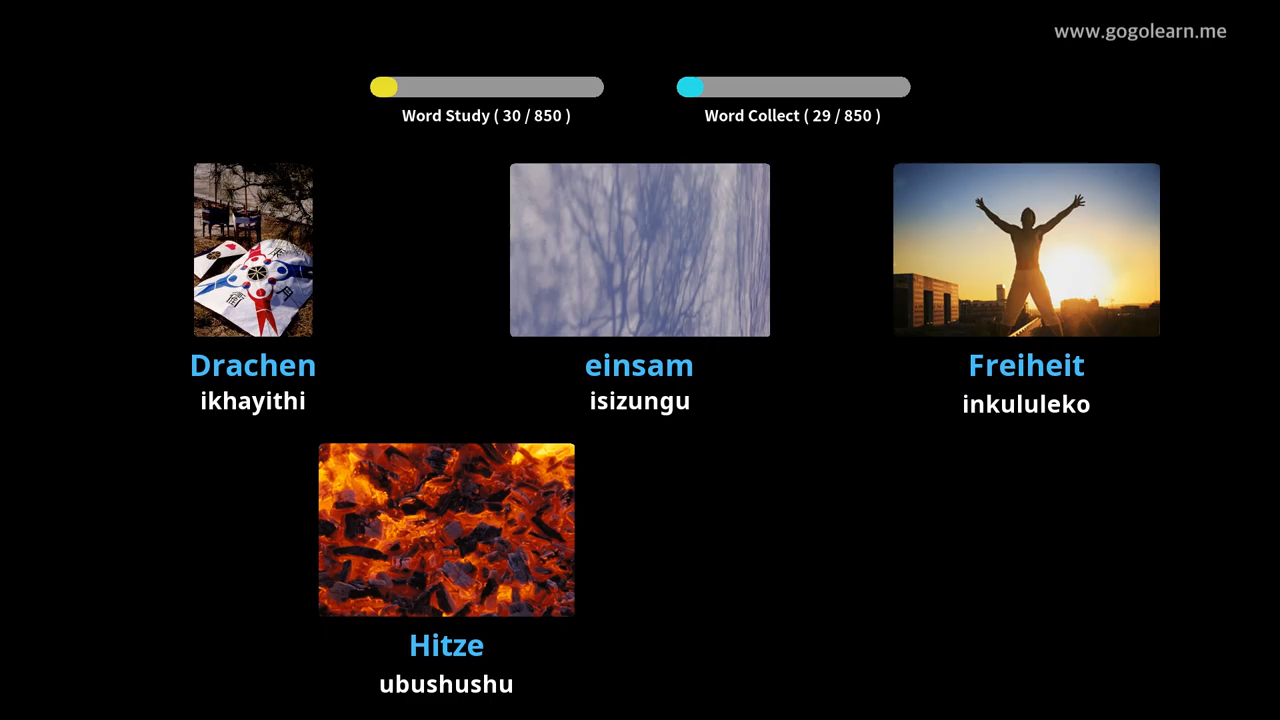 www.gogolearn.me
Word Study ( 30 / 850 )
Word Collect ( 29 / 850 )
Drachen
ikhayithi
einsam
isizungu
Freiheit
inkululeko
Hitze
ubushushu